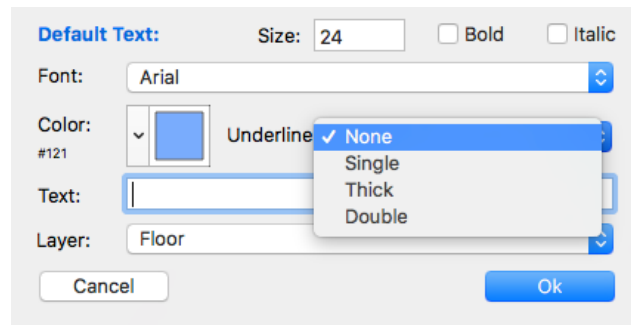 Default Text: Size: 24 Bold Italic
Font: Arial
Color: #121 Underline ✓ None
Single
Text: Thick
Double
Layer: Floor
Cancel Ok